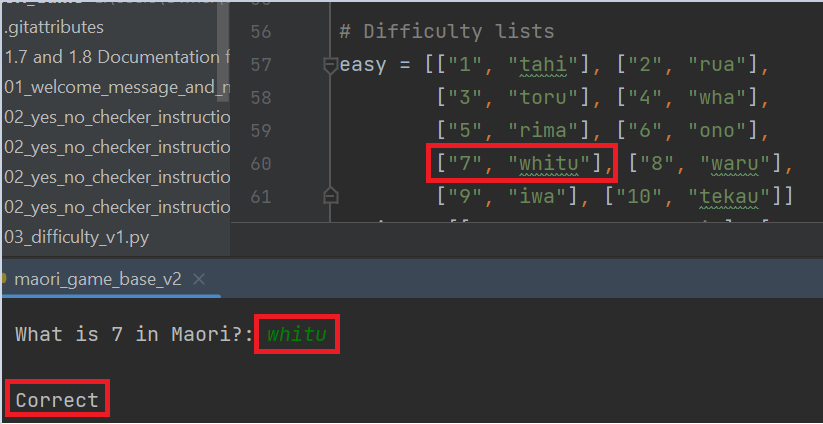 .gitattributes
1.7 and 1.8 Documentation f
01_welcome_message_and_
02_yes_no_checker_instructio
02_yes_no_checker_instructio
02_yes_no_checker_instructio
02_yes_no_checker_instructio
03_difficulty_v1.py
56 # Difficulty lists
57 easy = [["1", "tahi"], ["2", "rua"],
58 ["3", "toru"], ["4", "wha"],
59 ["5", "rima"], ["6", "ono"],
60 ["7", "whitu"], ["8", "waru"],
61 ["9", "iwa"], ["10", "tekau"]]
maori_game_base_v2
What is 7 in Maori?: whitu
Correct